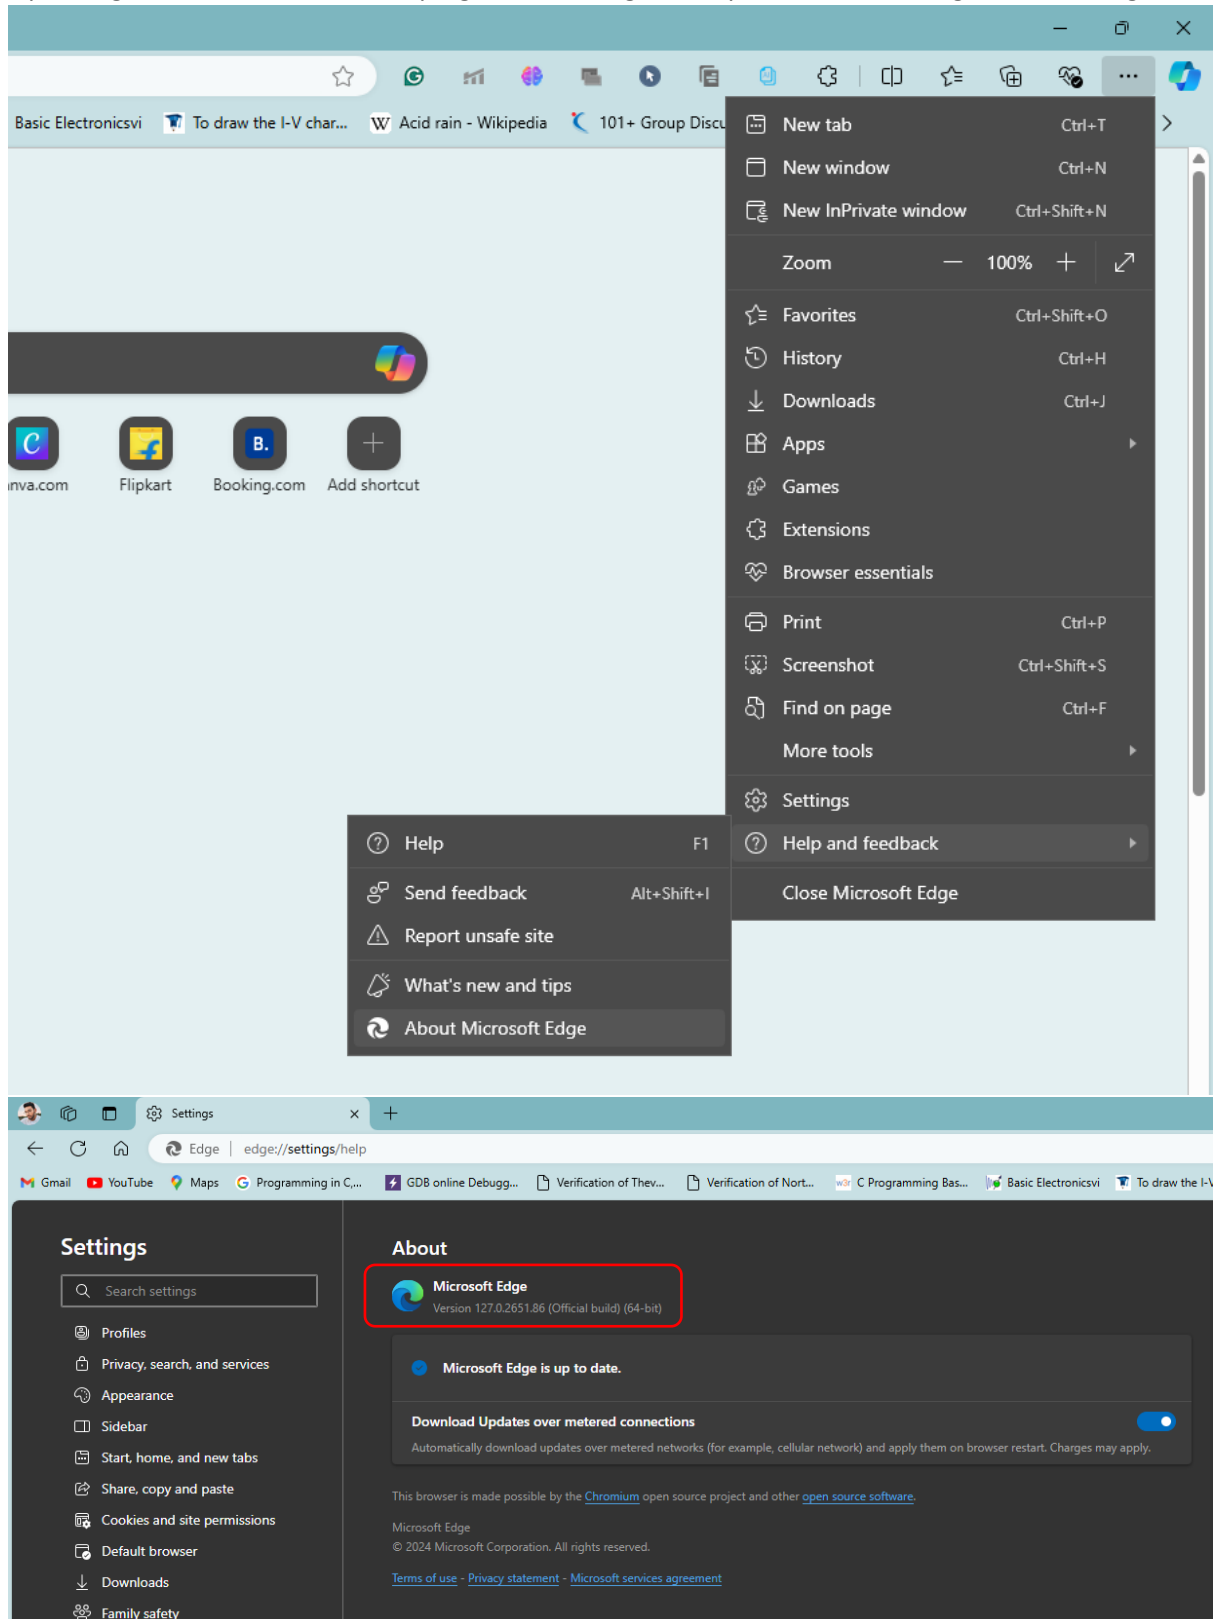 Basic Electronicsvi To draw the I-V char... W Acid rain - Wikipedia 101+ Group Discu
New tab Ctrl+T
New window Ctrl+N
New InPrivate window Ctrl+Shift+N
Zoom 100%
Favorites Ctrl+Shift+O
History Ctrl+H
Downloads Ctrl+J
Apps
Games
Extensions
Browser essentials
Print Ctrl+P
Screenshot Ctrl+Shift+S
Find on page Ctrl+F
More tools
Settings
Help and feedback
Close Microsoft Edge
B.
nva.com Flipkart Booking.com Add shortcut
Help F1
Send feedback Alt+Shift+I
Report unsafe site
What's new and tips
About Microsoft Edge
Settings
Edge edge://settings/help
Gmail YouTube Maps Programming in C,... GDB online Debugg... Verification of Thev... Verification of Nort... C Programming Bas... Basic Electronicsvi To draw the I-V
Settings
Search settings
Profiles
Privacy, search, and services
Appearance
Sidebar
Start, home, and new tabs
Share, copy and paste
Cookies and site permissions
Default browser
Downloads
Family safety
About
Microsoft Edge
Version 127.0.2651.86 (Official build) (64-bit)
Microsoft Edge is up to date.
Download Updates over metered connections
Automatically download updates over metered networks (for example, cellular network) and apply them on browser restart. Charges may apply.
This browser is made possible by the Chromium open source project and other open source software.
Microsoft Edge
© 2024 Microsoft Corporation. All rights reserved.
Terms of use - Privacy statement - Microsoft services agreement